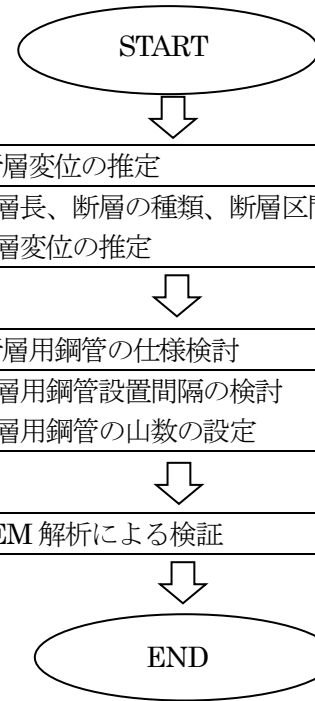 START
層変位の推定
層長、断層の種類、断層区
層変位の推定
層用鋼管の仕様検討
層用鋼管設置間隔の検討
層用鋼管の山数の設定
EM 解析による検証
END